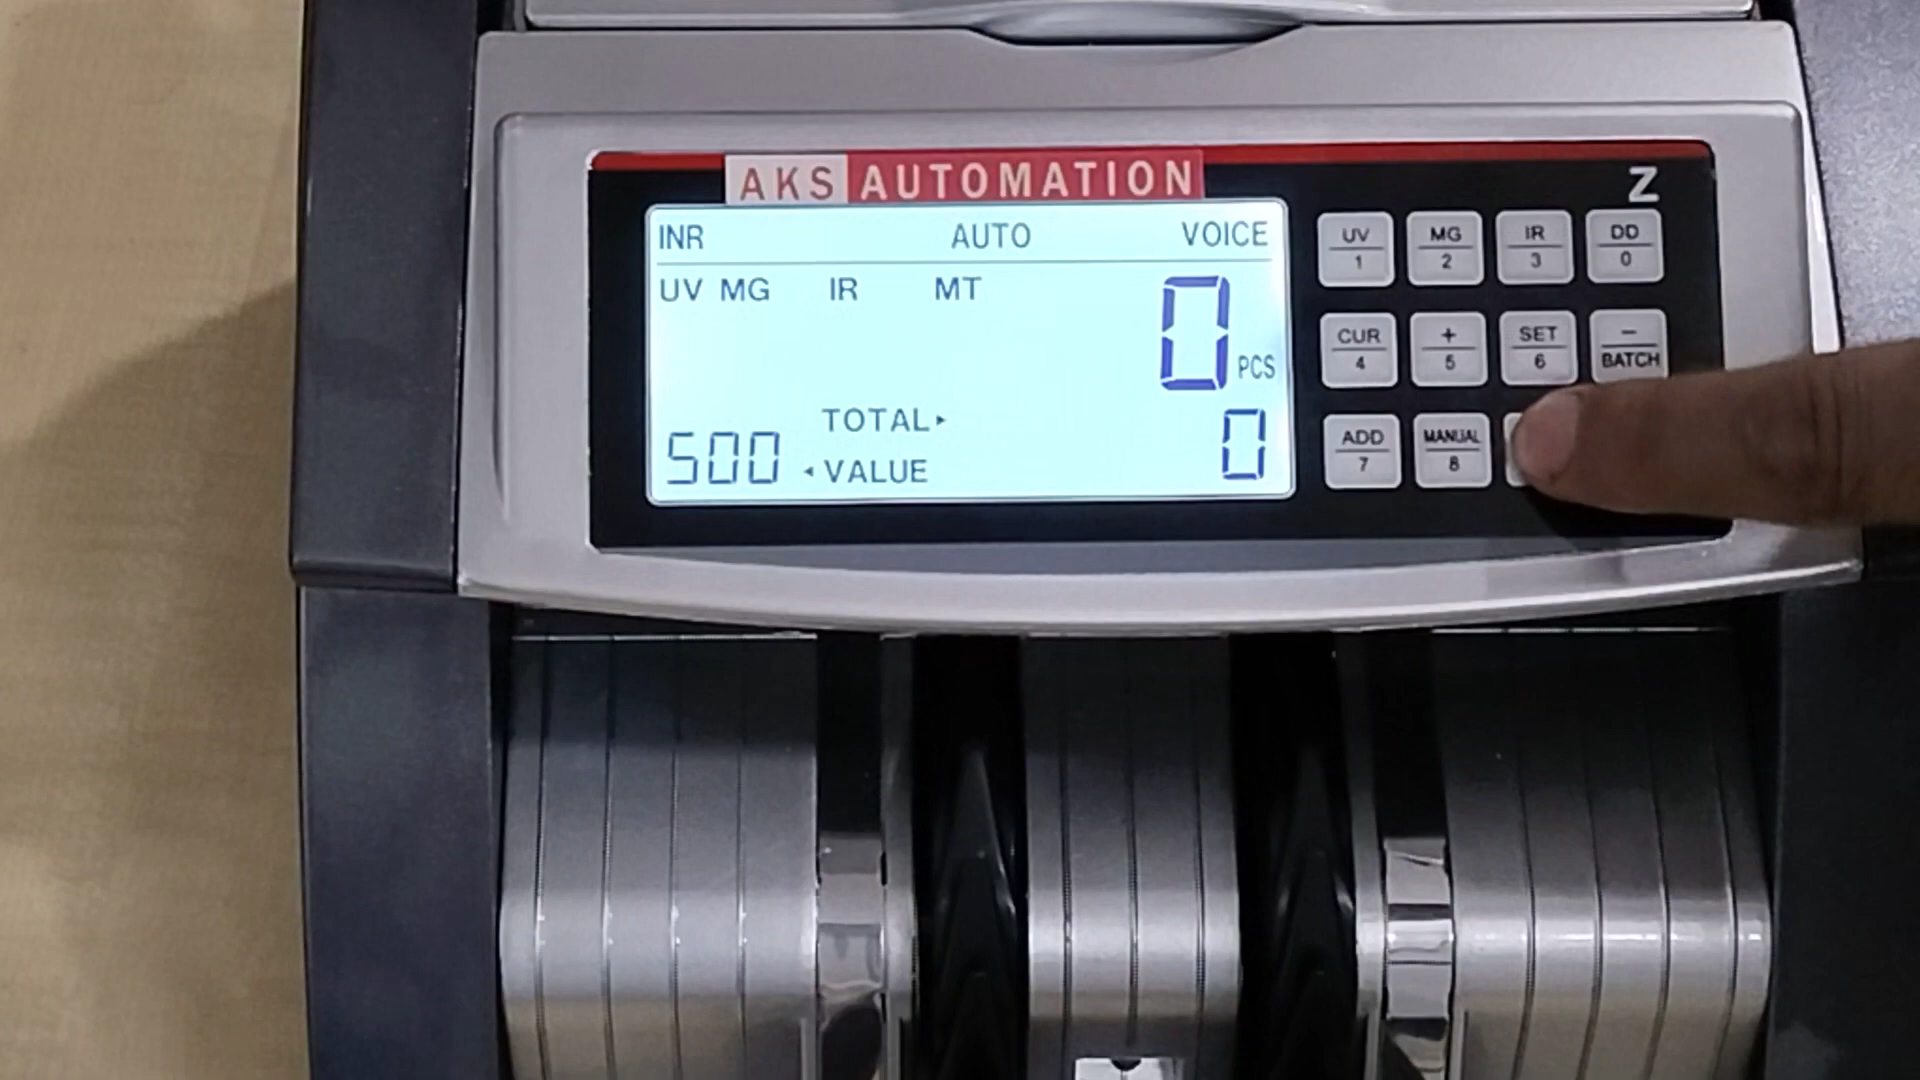 AKS AUTOMATION
Z
INR AUTO VOICE
UV MG IR MT
0 PCS
TOTAL▸ 0
500 ◂VALUE
UV MG IR DD
1 2 3 0
CUR + SET −
4 5 6 BATCH
ADD MANUAL
7 8